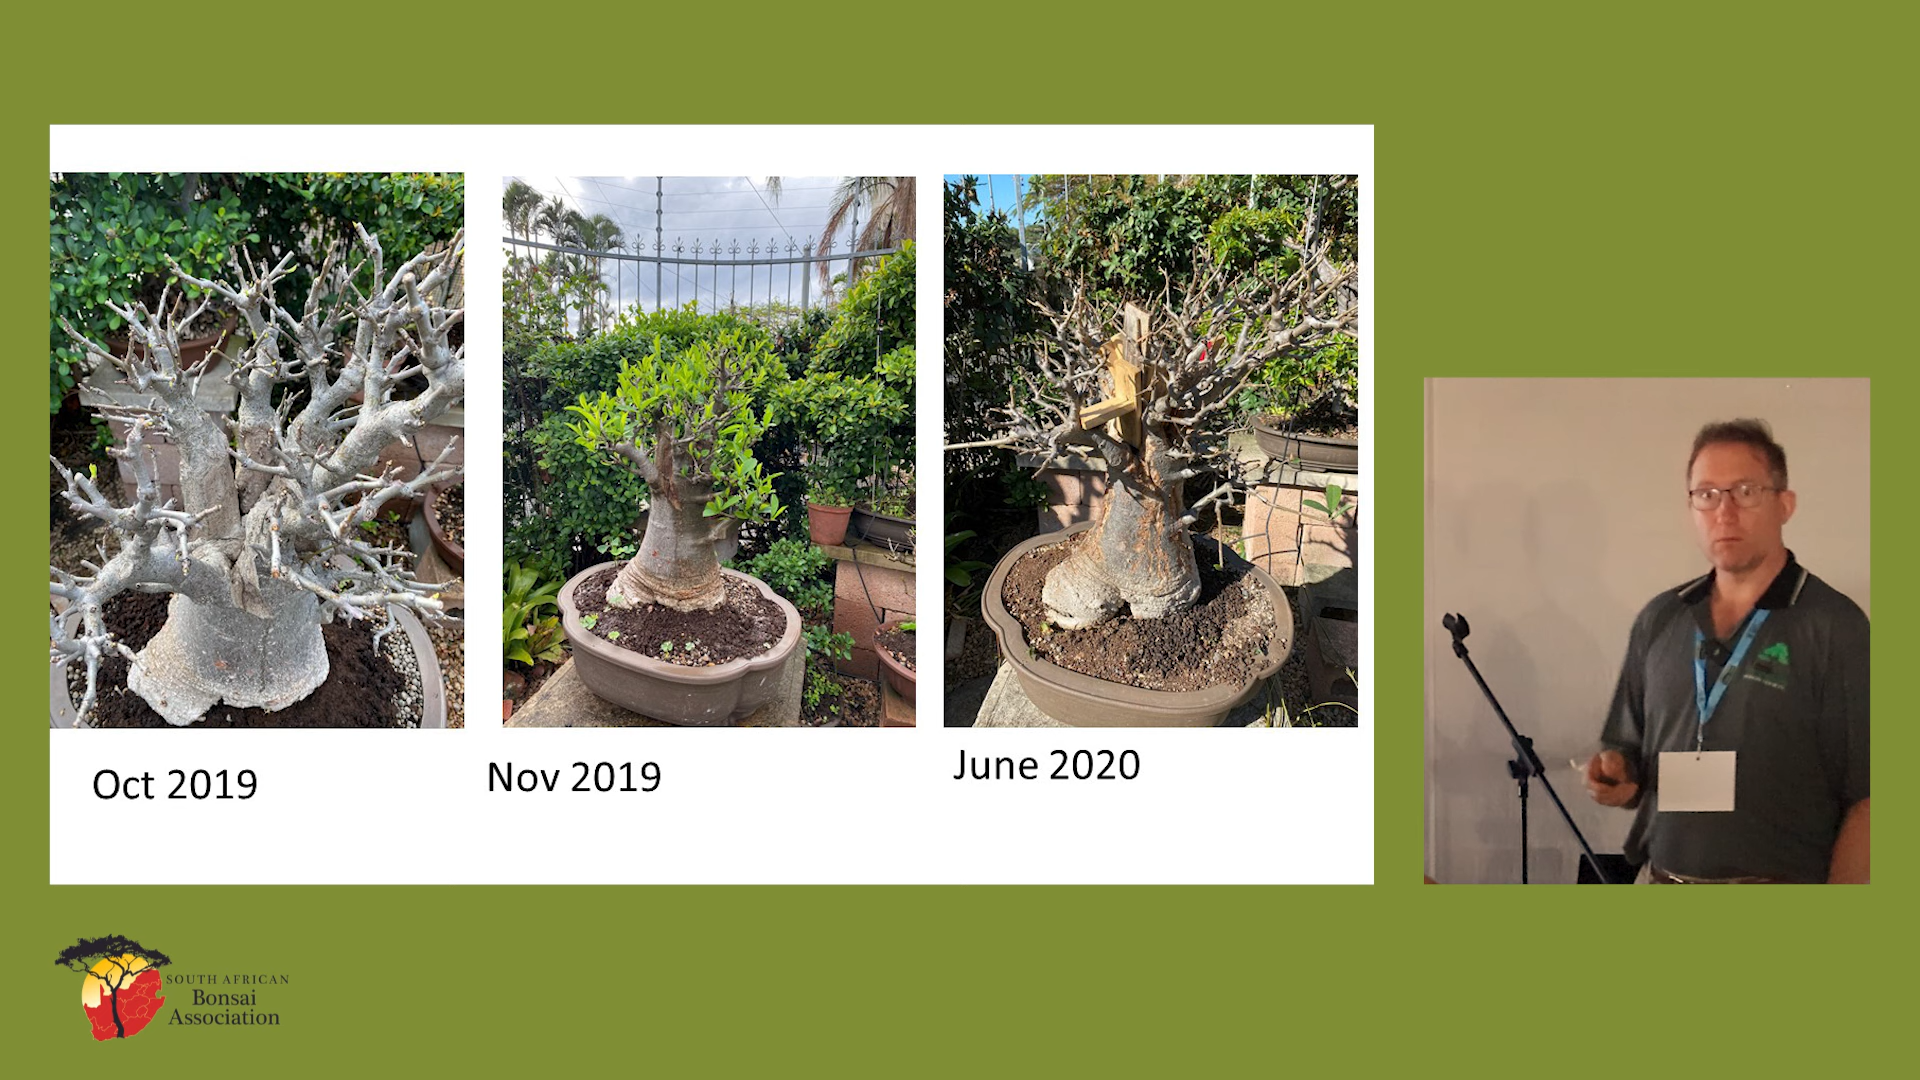 Oct 2019
Nov 2019
June 2020
SOUTH AFRICAN
Bonsai
Association